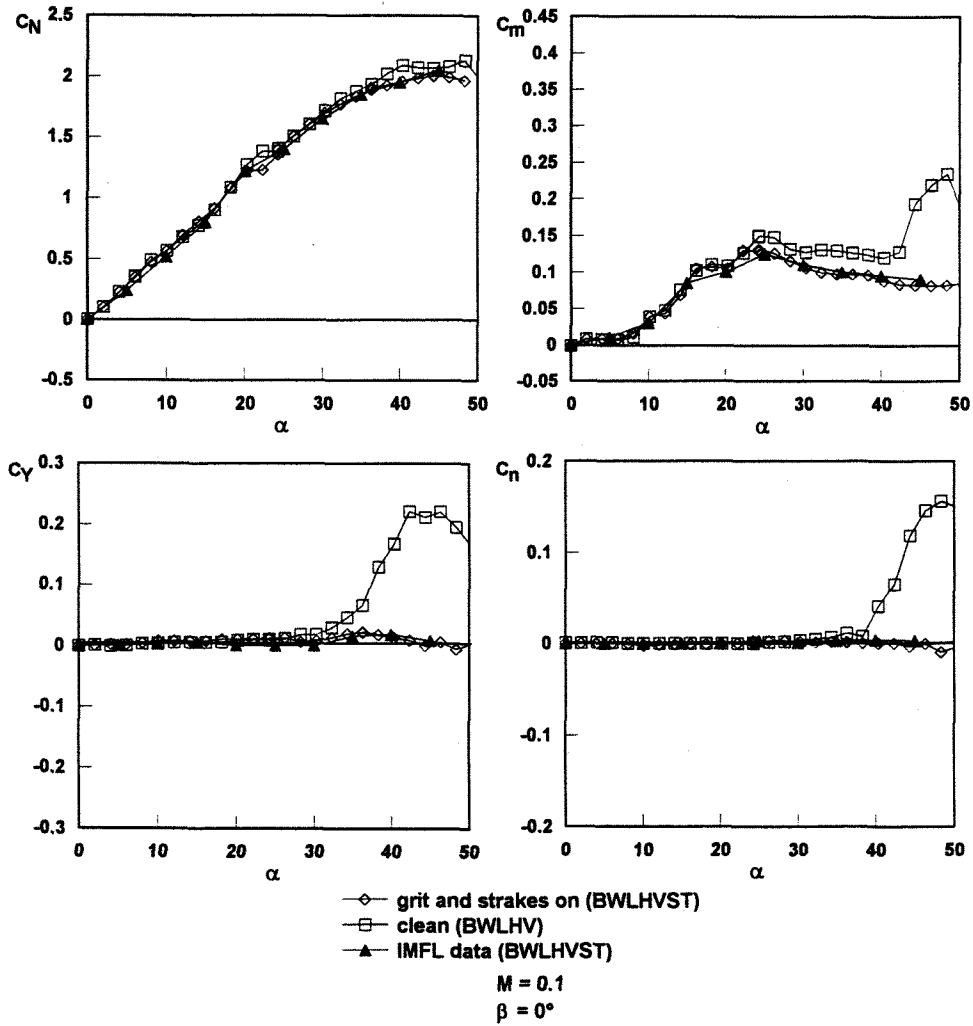 C_N 2.5
2
1.5
1
0.5
0
-0.5
0 10 20 30 40 50
α
C_m 0.45
0.4
0.35
0.3
0.25
0.2
0.15
0.1
0.05
0
-0.05
0 10 20 30 40 50
α
C_Y 0.3
0.2
0.1
0
-0.1
-0.2
-0.3
0 10 20 30 40 50
α
C_n 0.2
0.1
0
-0.1
-0.2
0 10 20 30 40 50
α
grit and strakes on (BWLHVST)
clean (BWLHV)
IMFL data (BWLHVST)
M = 0.1
β = 0°